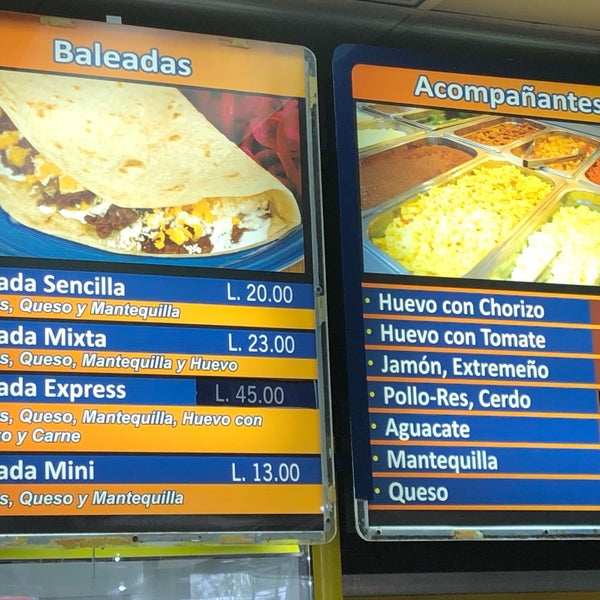 Baleadas
ada Sencilla L. 20.00
s, Queso y Mantequilla
ada Mixta L. 23.00
s, Queso, Mantequilla y Huevo
ada Express L. 45.00
s, Queso, Mantequilla, Huevo con
o y Carne
ada Mini L. 13.00
s, Queso y Mantequilla
Acompañantes
• Huevo con Chorizo
• Huevo con Tomate
• Jamón, Extremeño
• Pollo-Res, Cerdo
• Aguacate
• Mantequilla
• Queso